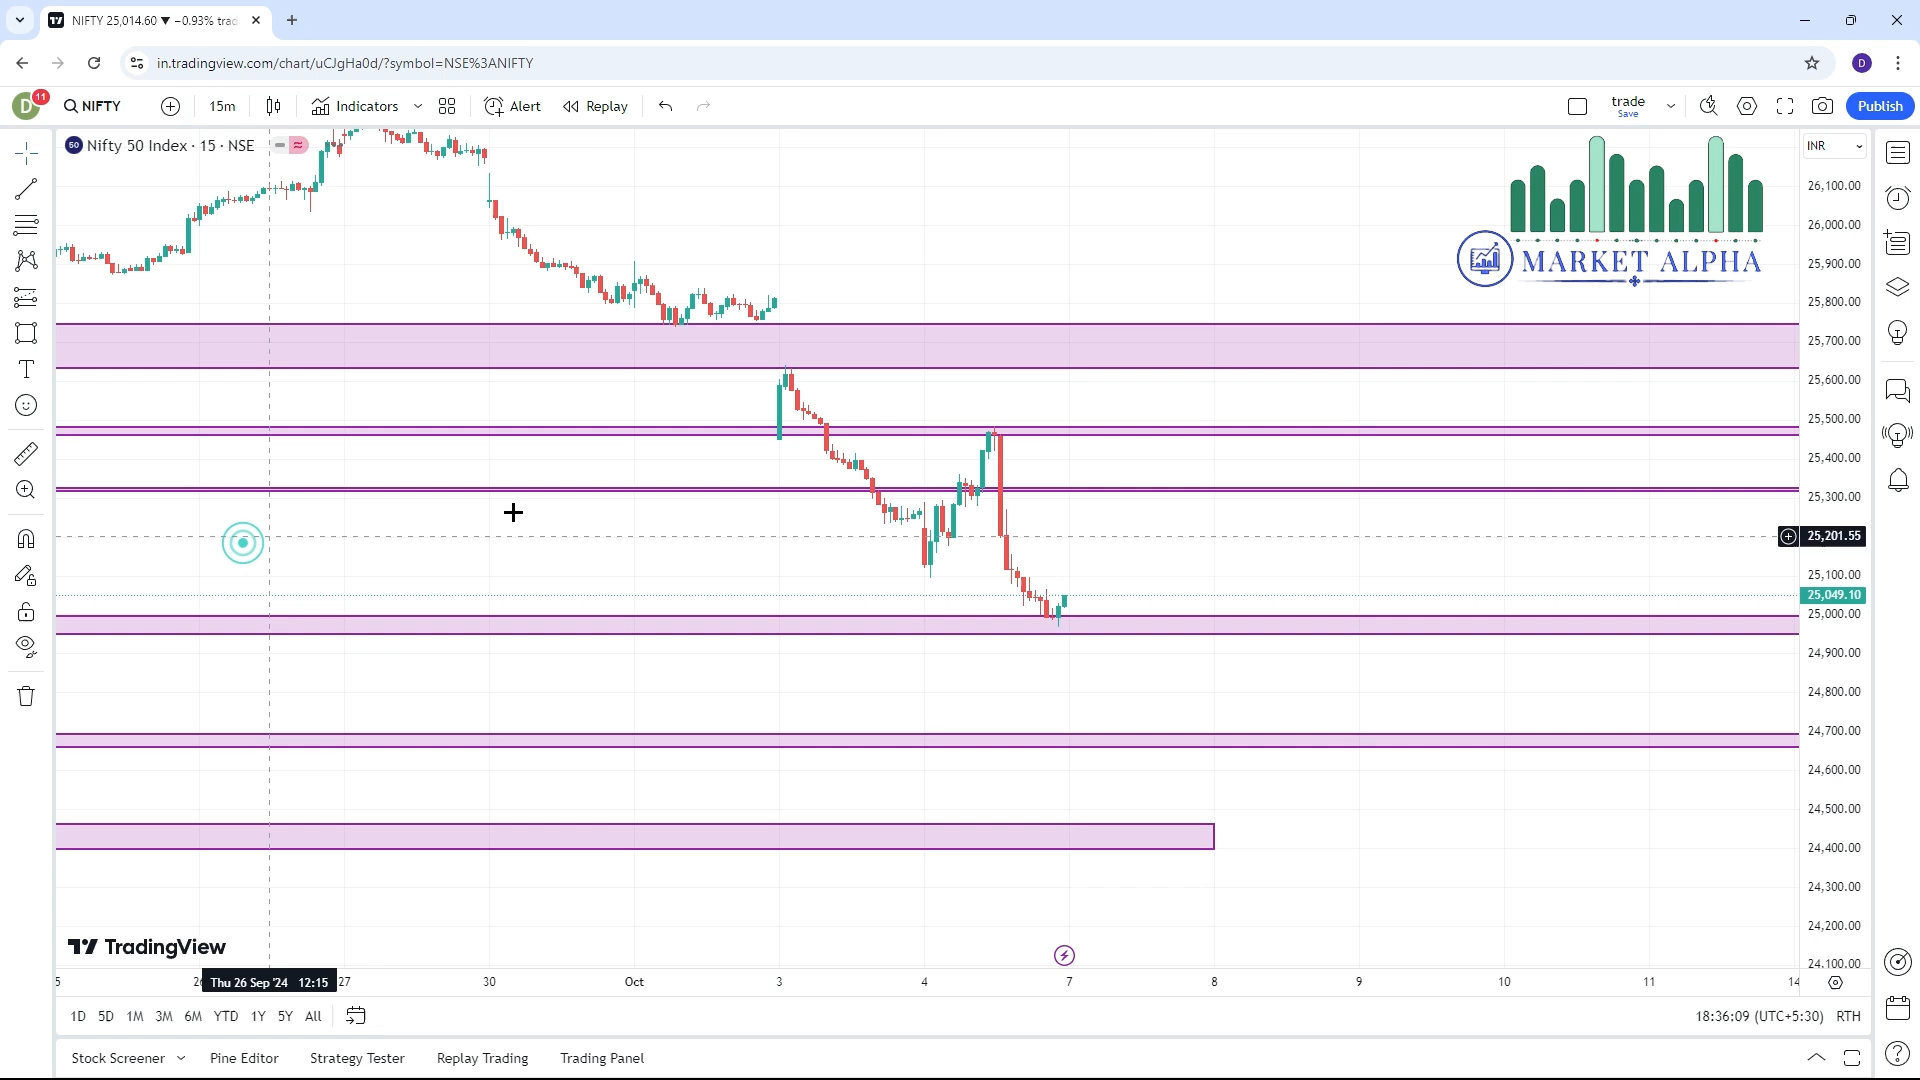 NIFTY 25,014.60 ▼ −0.93% trad
in.tradingview.com/chart/uCJgHa0d/?symbol=NSE%3ANIFTY
D
D
11
NIFTY
15m
Indicators
Alert
Replay
trade
Save
Publish
50
Nifty 50 Index · 15 · NSE
INR
MARKET ALPHA
26,100.00
26,000.00
25,900.00
25,800.00
25,700.00
25,600.00
25,500.00
25,400.00
25,300.00
25,201.55
25,100.00
25,049.10
25,000.00
24,900.00
24,800.00
24,700.00
24,600.00
24,500.00
24,400.00
24,300.00
24,200.00
24,100.00
TradingView
5
26
Thu 26 Sep '24 12:15
27
30
Oct
3
4
7
8
9
10
11
14
1D 5D 1M 3M 6M YTD 1Y 5Y All
18:36:09 (UTC+5:30) RTH
Stock Screener
Pine Editor
Strategy Tester
Replay Trading
Trading Panel